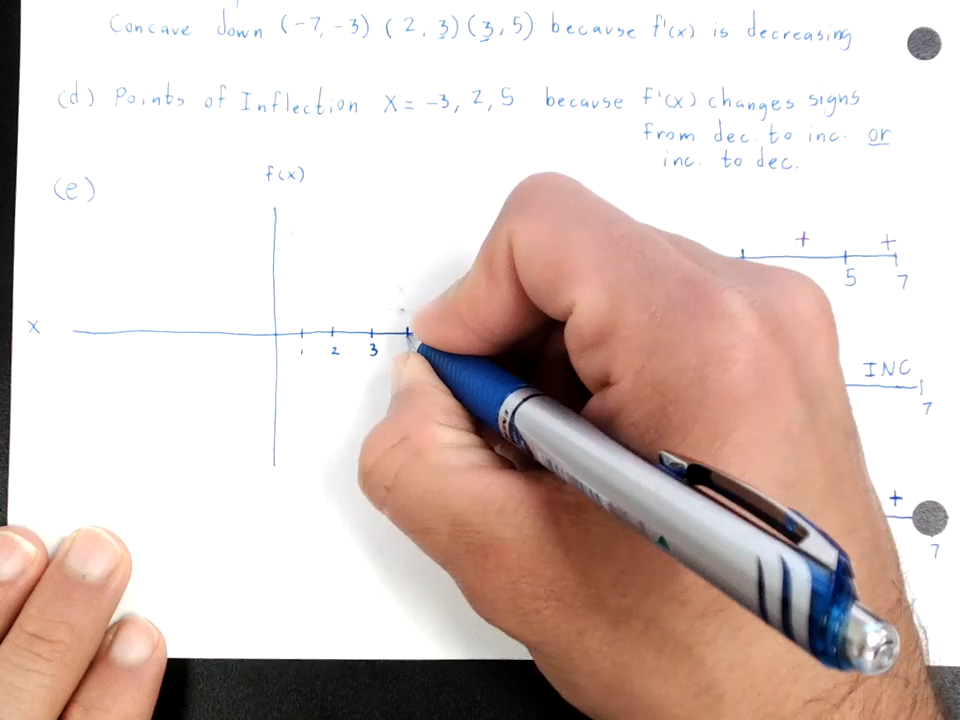 Concave down (-7, -3) (2, 3) (3, 5) because f'(x) is decreasing
(d) Points of Inflection X = -3, 2, 5 because f'(x) changes signs
from dec. to inc. or
inc. to dec.
(e)
f(x)
+ +
5 7
X
1 2 3
INC
7
+
7